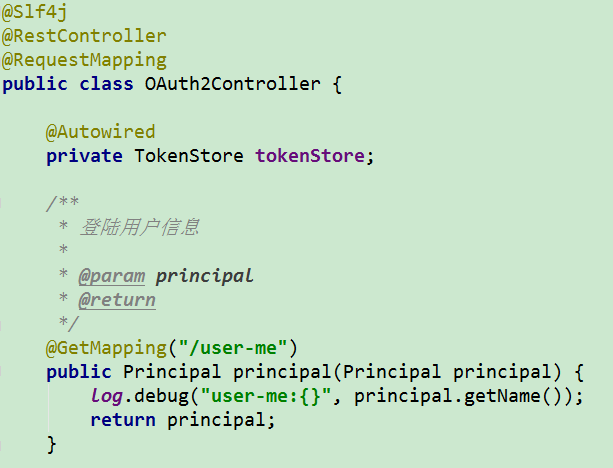 @Slf4j
@RestController
@RequestMapping
public class OAuth2Controller {
@Autowired
private TokenStore tokenStore;
/**
* 登陆用户信息
*
* @param principal
* @return
*/
@GetMapping("/user-me")
public Principal principal(Principal principal) {
log.debug("user-me:{}", principal.getName());
return principal;
}